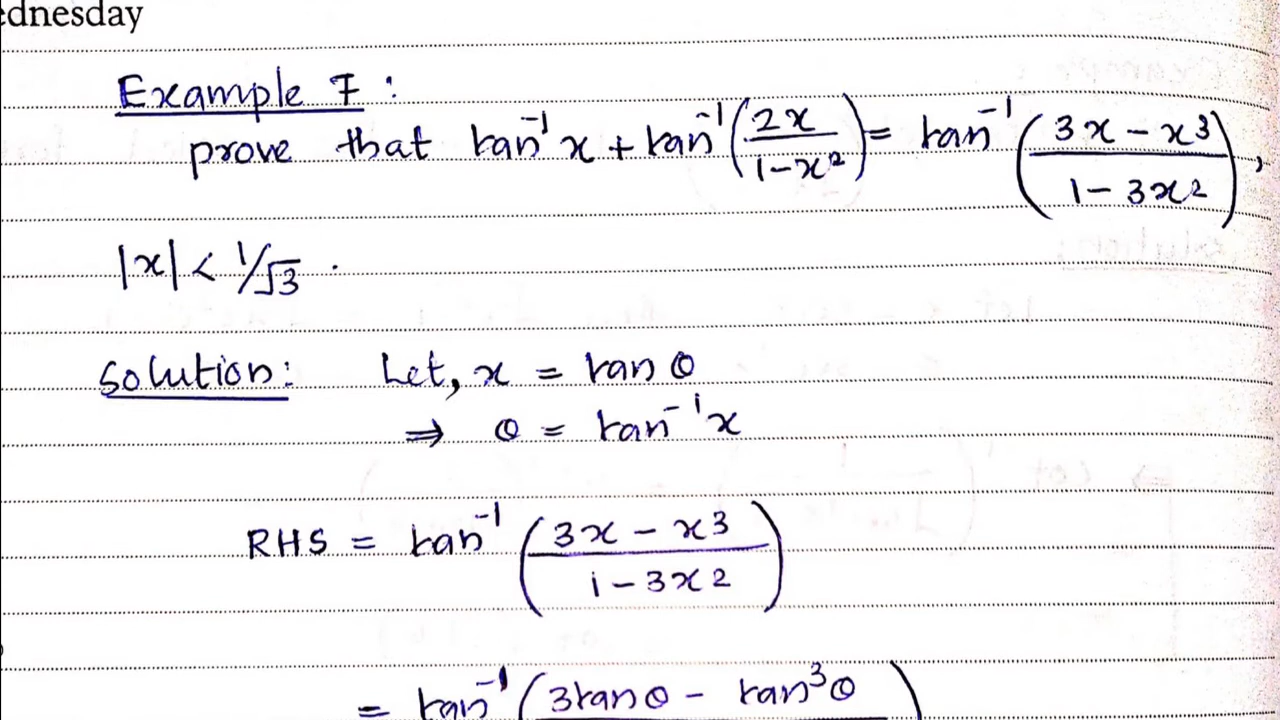 ednesday
Example 7 :
prove that tan⁻¹x + tan⁻¹(2x/(1-x²)) = tan⁻¹((3x - x³)/(1 - 3x²)),
|x| < 1/√3 .
Solution: Let, x = tan θ
⇒ θ = tan⁻¹x
RHS = tan⁻¹((3x - x³)/(1 - 3x²))
= tan⁻¹(3tanθ - tan³θ)